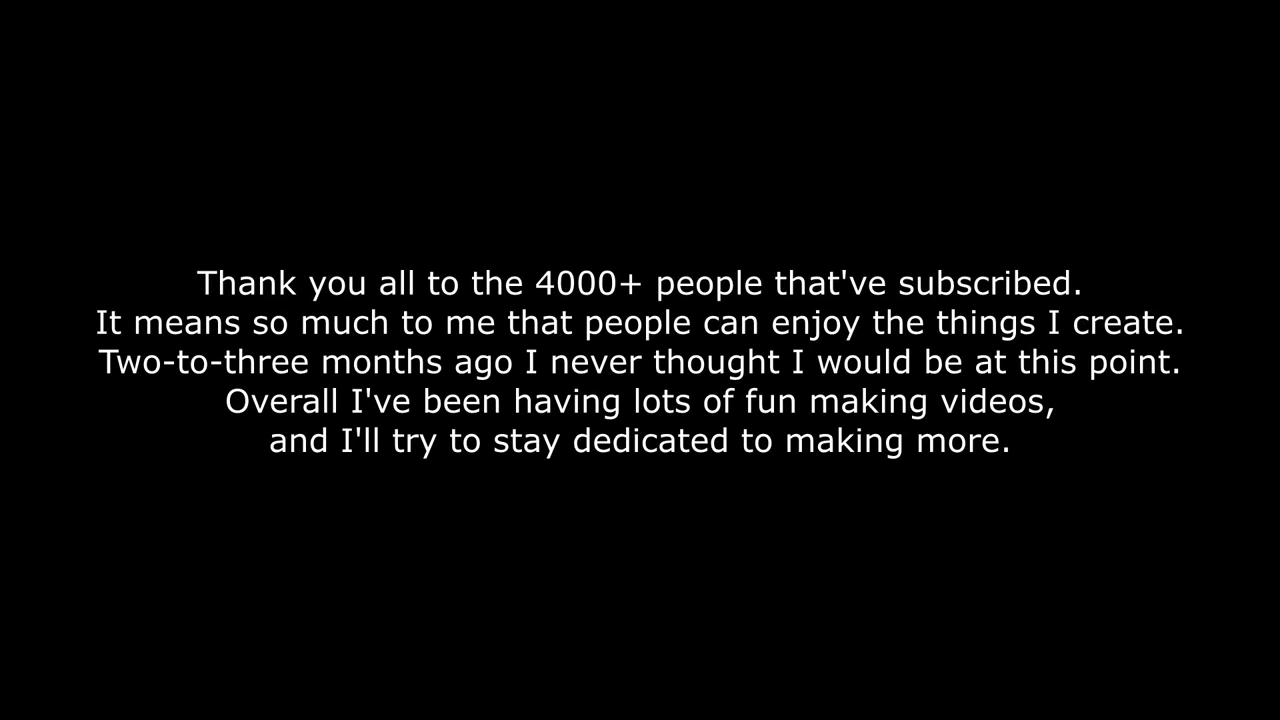 Thank you all to the 4000+ people that've subscribed.
It means so much to me that people can enjoy the things I create.
Two-to-three months ago I never thought I would be at this point.
Overall I've been having lots of fun making videos,
and I'll try to stay dedicated to making more.